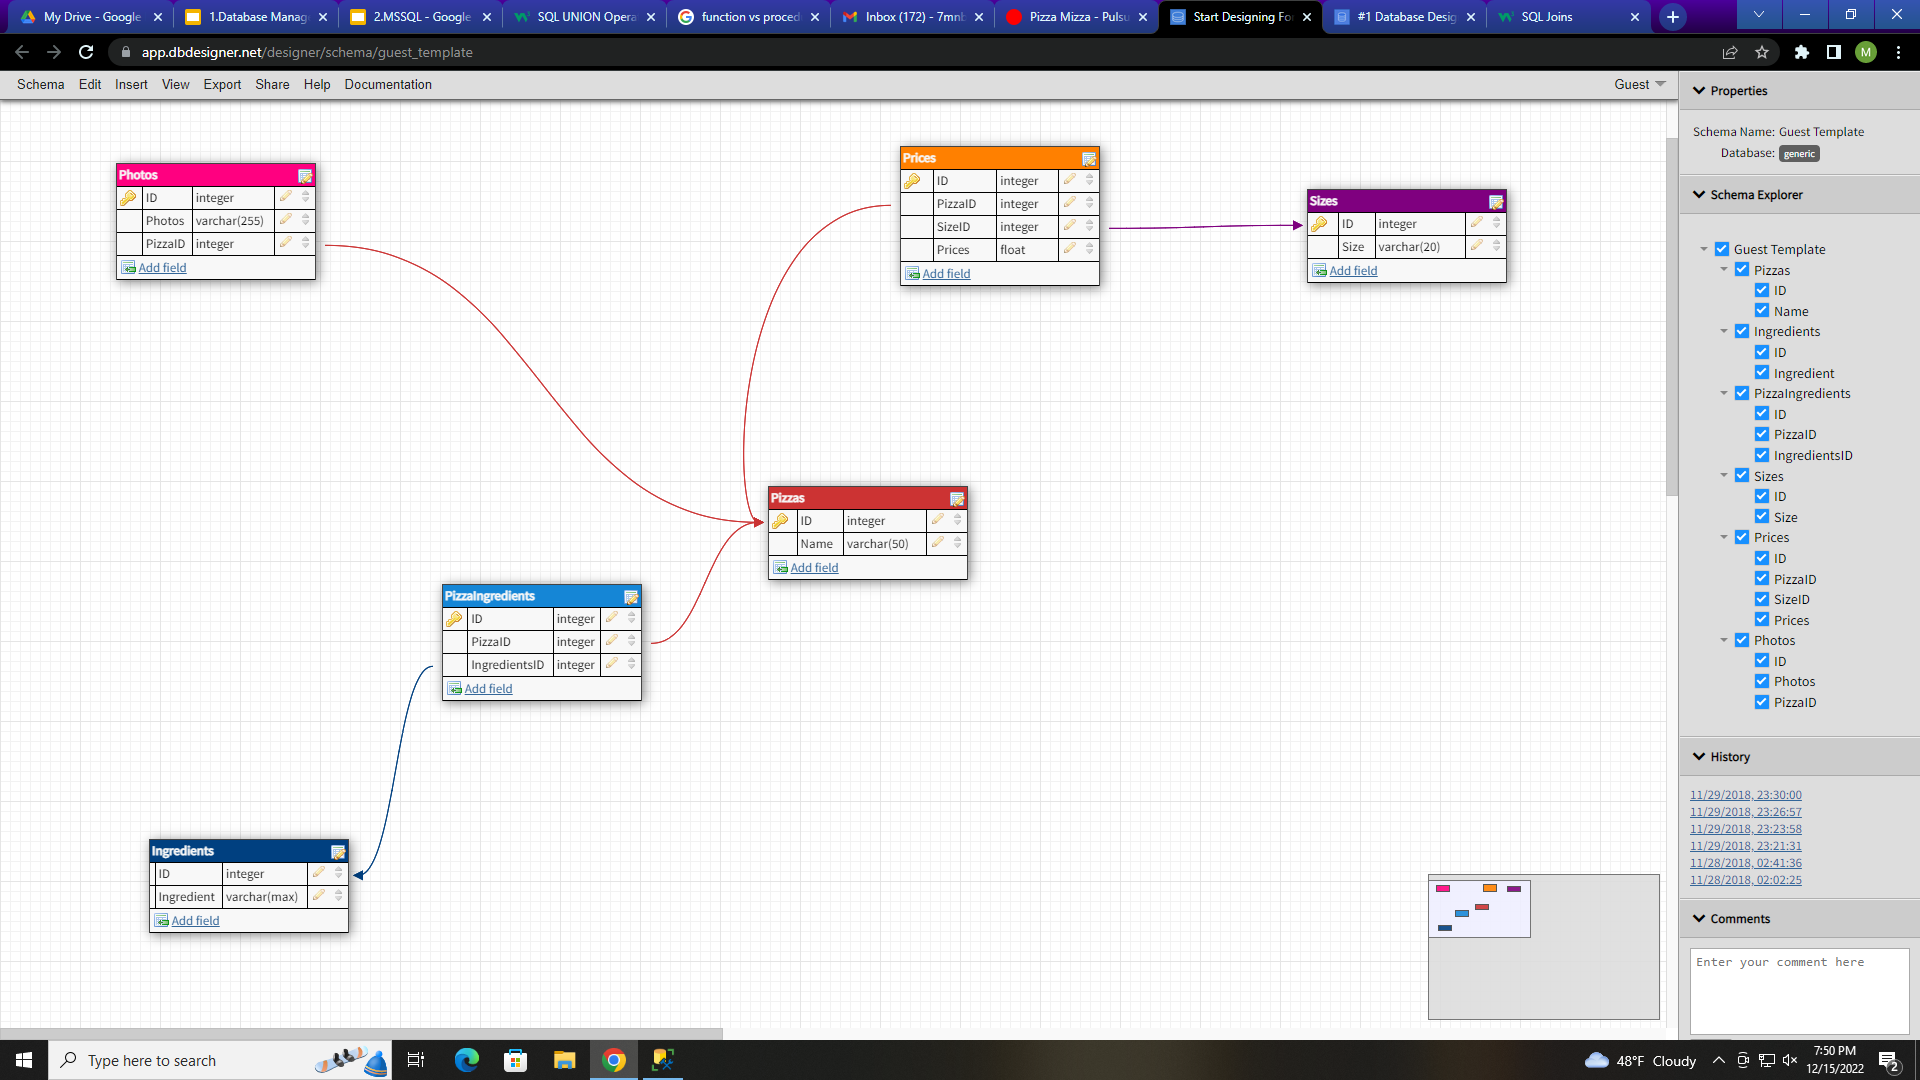 My Drive - Google
1.Database Manag
2.MSSQL - Google
SQL UNION Opera
function vs proced
Inbox (172) - 7mnb
Pizza Mizza - Pulsu
Start Designing Fo
#1 Database Desig
SQL Joins
app.dbdesigner.net/designer/schema/guest_template
M
Schema Edit Insert View Export Share Help Documentation
Guest
Photos
ID integer
Photos varchar(255)
PizzaID integer
Add field
Prices
ID integer
PizzaID integer
SizeID integer
Prices float
Add field
Sizes
ID integer
Size varchar(20)
Add field
Pizzas
ID integer
Name varchar(50)
Add field
PizzaIngredients
ID integer
PizzaID integer
IngredientsID integer
Add field
Ingredients
ID integer
Ingredient varchar(max)
Add field
Properties
Schema Name: Guest Template
Database: generic
Schema Explorer
Guest Template
Pizzas
ID
Name
Ingredients
ID
Ingredient
PizzaIngredients
ID
PizzaID
IngredientsID
Sizes
ID
Size
Prices
ID
PizzaID
SizeID
Prices
Photos
ID
Photos
PizzaID
History
11/29/2018, 23:30:00
11/29/2018, 23:26:57
11/29/2018, 23:23:58
11/29/2018, 23:21:31
11/28/2018, 02:41:36
11/28/2018, 02:02:25
Comments
Enter your comment here
Type here to search
48°F Cloudy
7:50 PM
12/15/2022
2